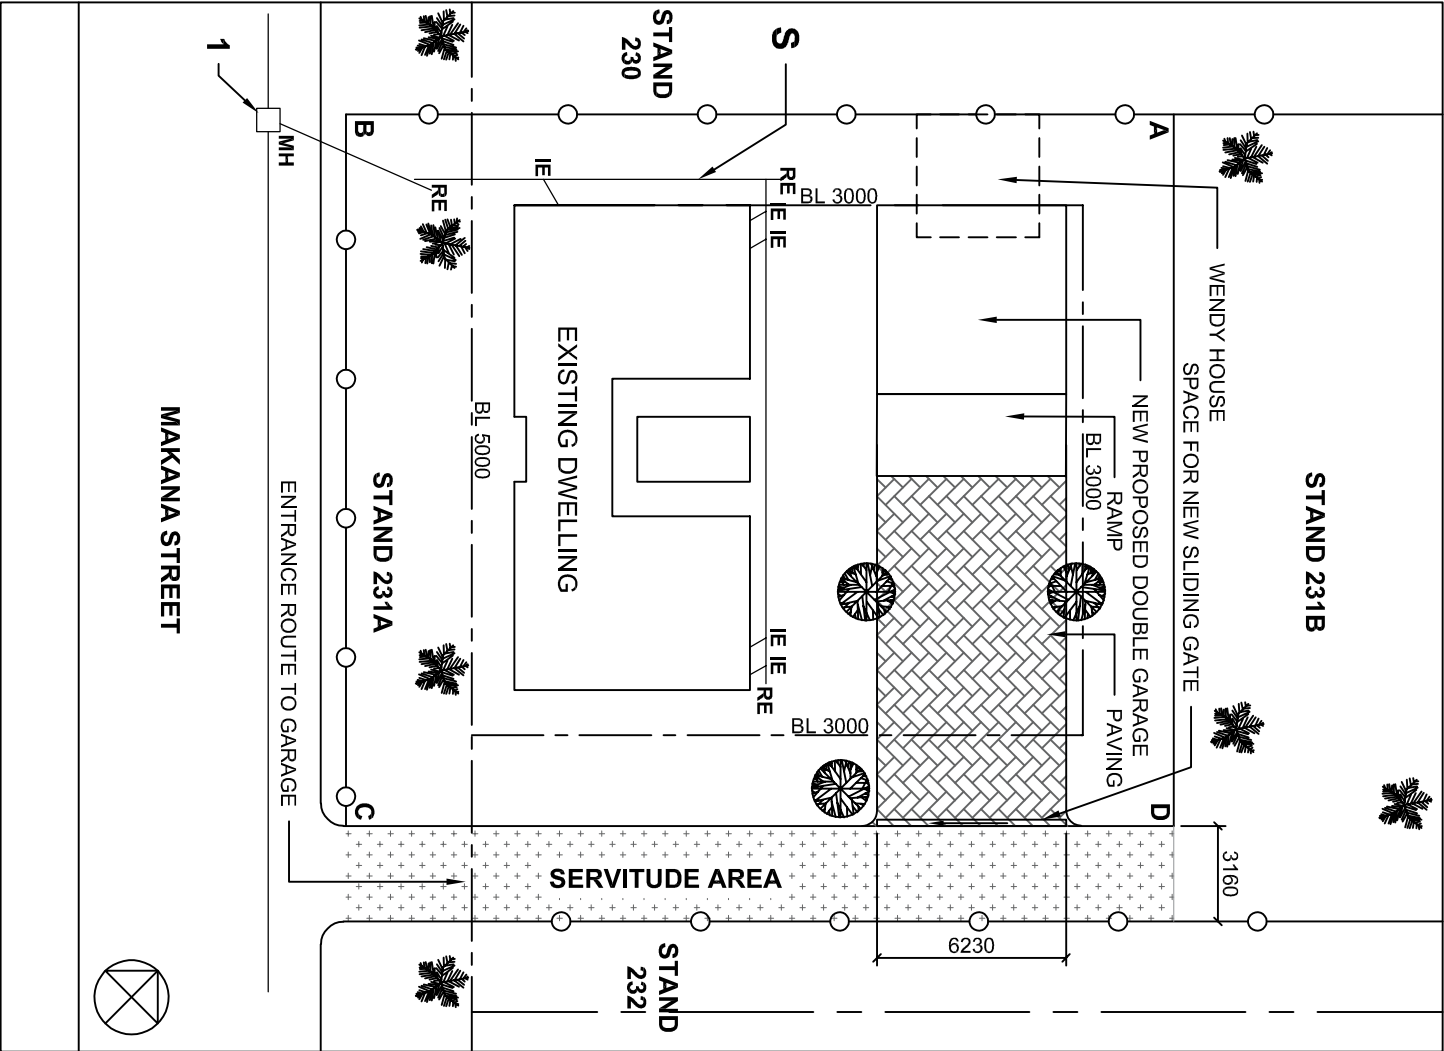 S
1
STAND
230
A
B
MH
RE
IE
RE
IE
IE
BL 3000
WENDY HOUSE
SPACE FOR NEW SLIDING GATE
NEW PROPOSED DOUBLE GARAGE
RAMP
BL 3000
PAVING
STAND 231B
EXISTING DWELLING
BL 5000
STAND 231A
MAKANA STREET
ENTRANCE ROUTE TO GARAGE
IE
IE
RE
BL 3000
C
D
SERVITUDE AREA
3160
6230
STAND
232